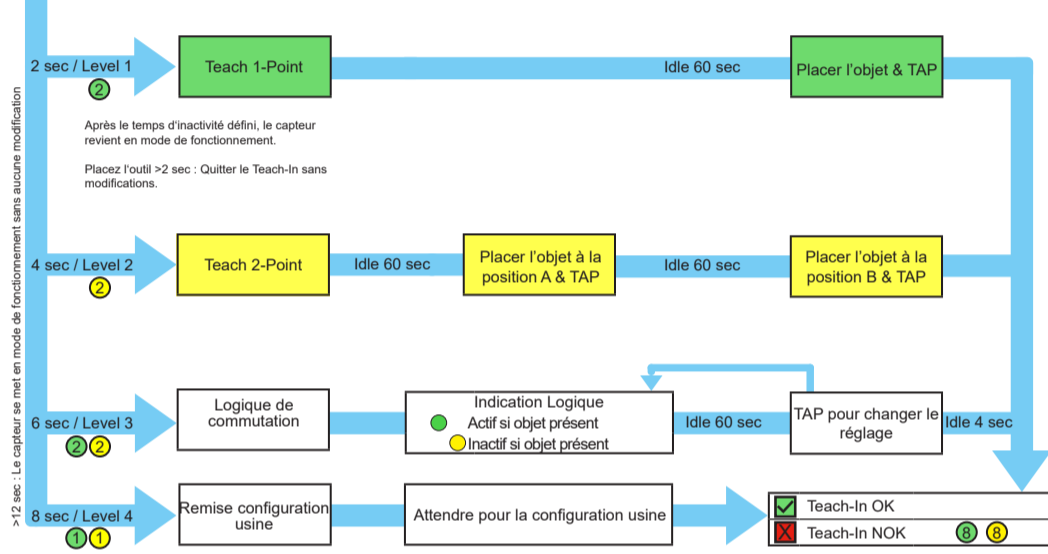 >12 sec : Le capteur se met en mode de fonctionnement sans aucune modification
2 sec / Level 1
2
Teach 1-Point
Idle 60 sec
Placer l'objet & TAP
Après le temps d'inactivité défini, le capteur
revient en mode de fonctionnement.
Placez l'outil >2 sec : Quitter le Teach-In sans
modifications.
4 sec / Level 2
2
Teach 2-Point
Idle 60 sec
Placer l'objet à la
position A & TAP
Idle 60 sec
Placer l'objet à la
position B & TAP
6 sec / Level 3
2 2
Logique de
commutation
Indication Logique
Actif si objet présent
Inactif si objet présent
Idle 60 sec
TAP pour changer le
réglage
Idle 4 sec
8 sec / Level 4
1 1
Remise configuration
usine
Attendre pour la configuration usine
Teach-In OK
X Teach-In NOK 8 8